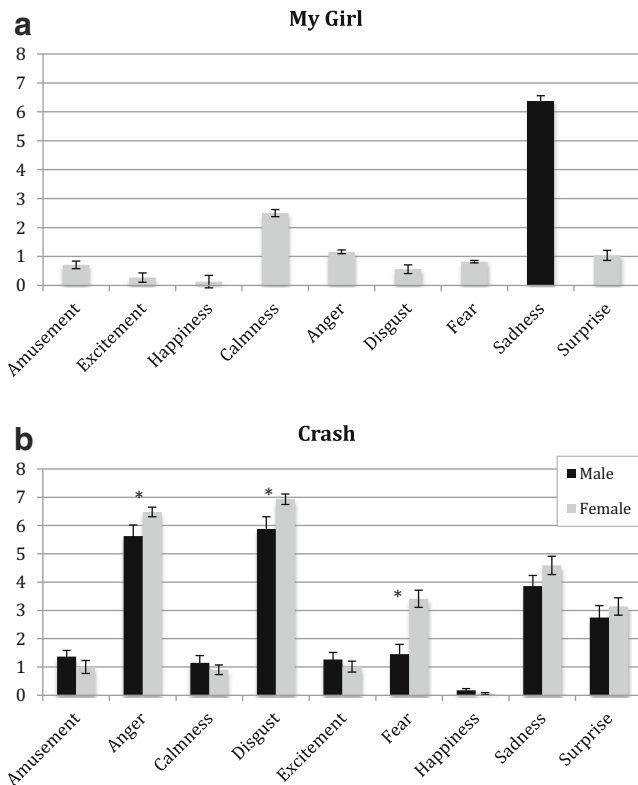 a
My Girl
8
7
6
5
4
3
2
1
0
Amusement
Excitement
Happiness
Calmness
Anger
Disgust
Fear
Sadness
Surprise
b
Crash
8
7
6
5
4
3
2
1
0
*
*
*
Male
Female
Amusement
Anger
Calmness
Disgust
Excitement
Fear
Happiness
Sadness
Surprise